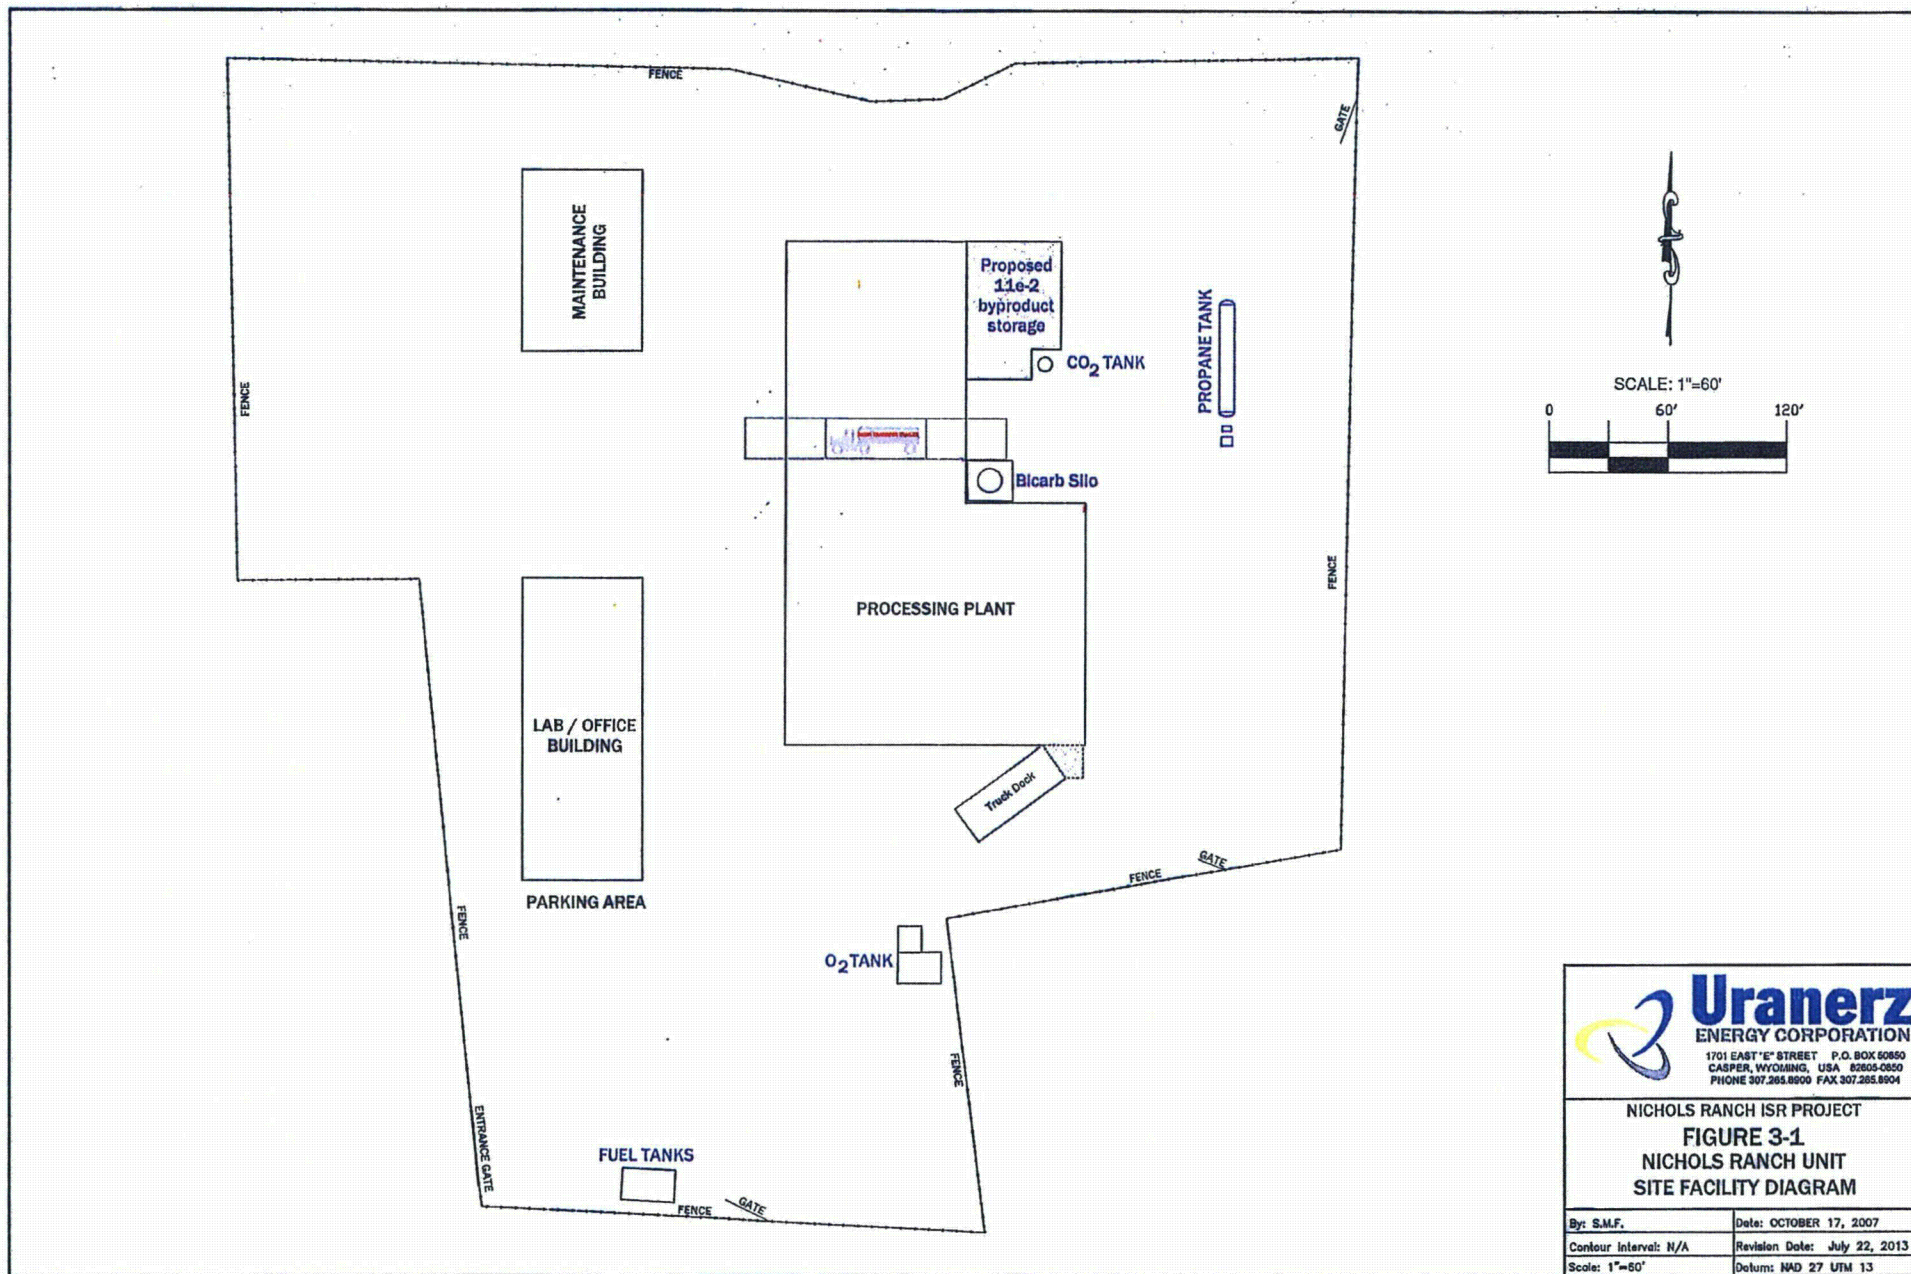 FENCE
GATE
MAINTENANCE
BUILDING
Proposed
11e-2
byproduct
storage
CO2 TANK
PROPANE TANK
SCALE: 1"=60'
0 60' 120'
FENCE
Bicarb Silo
FENCE
PROCESSING PLANT
LAB / OFFICE
BUILDING
Truck Dock
GATE
FENCE
PARKING AREA
FENCE
O2 TANK
FENCE
ENTRANCE GATE
FUEL TANKS
FENCE
GATE
Uranerz
ENERGY CORPORATION
1701 EAST "E" STREET P.O. BOX 50850
CASPER, WYOMING, USA 82605-0850
PHONE 307.265.8900 FAX 307.265.8904
NICHOLS RANCH ISR PROJECT
FIGURE 3-1
NICHOLS RANCH UNIT
SITE FACILITY DIAGRAM
By: S.M.F. Date: OCTOBER 17, 2007
Contour Interval: N/A Revision Date: July 22, 2013
Scale: 1"=60' Datum: NAD 27 UTM 13